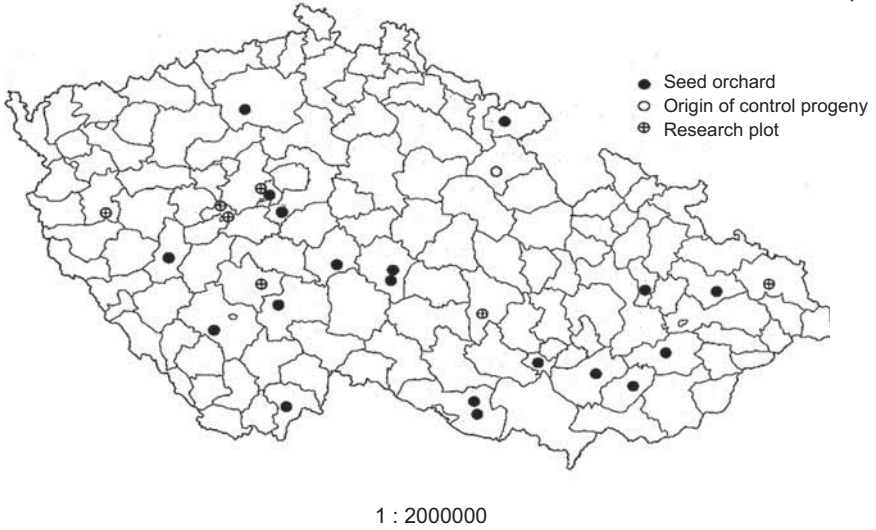 Seed orchard
Origin of control progeny
Research plot
1 : 2000000